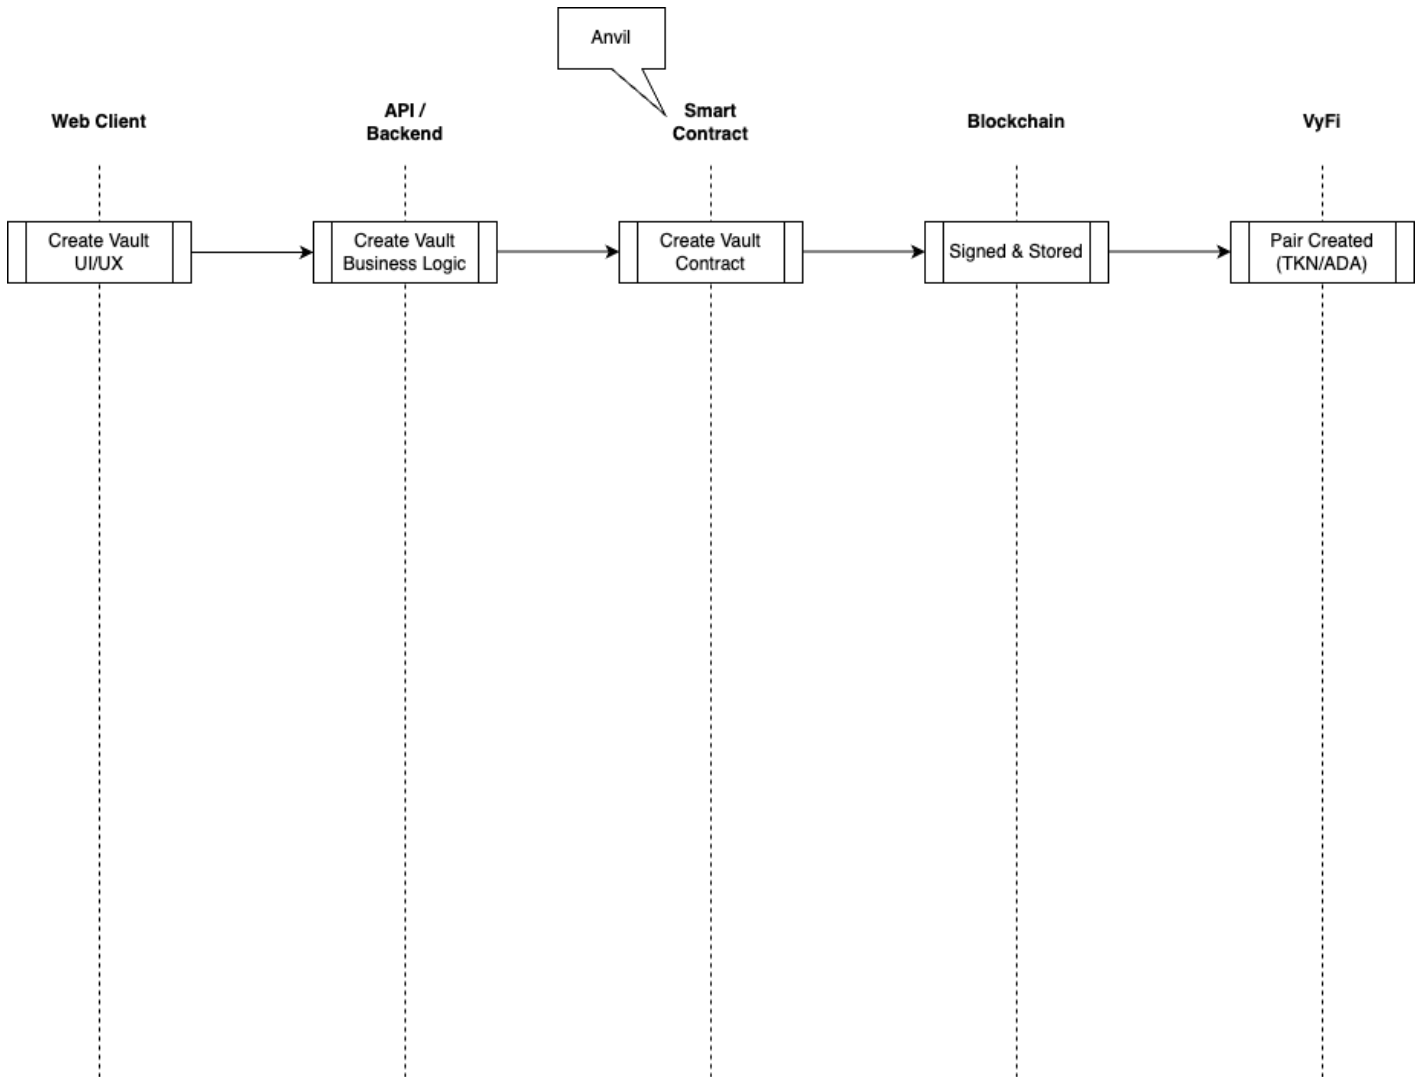 Anvil
Web Client
API /
Backend
Smart
Contract
Blockchain
VyFi
Create Vault
UI/UX
Create Vault
Business Logic
Create Vault
Contract
Signed & Stored
Pair Created
(TKN/ADA)